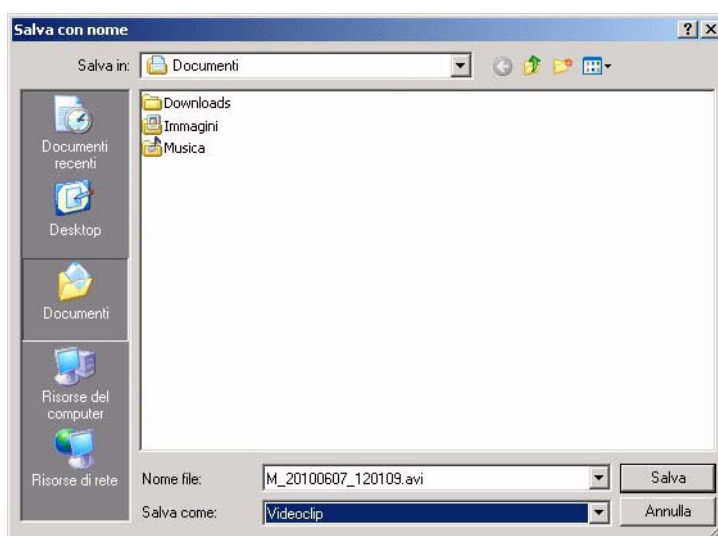 Salva con nome
Salva in:
Documenti
Downloads
Immagini
Musica
Documenti
recenti
Desktop
Documenti
Risorse del
computer
Risorse di rete
Nome file:
M_20100607_120109.avi
Salva
Salva come:
Videoclip
Annulla